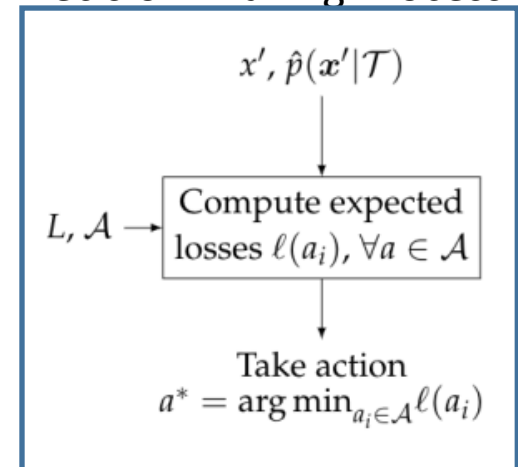 x′, p̂(x′|𝒯)
L, 𝒜
Compute expected
losses ℓ(aᵢ), ∀a ∈ 𝒜
Take action
a* = arg min_{aᵢ∈𝒜} ℓ(aᵢ)